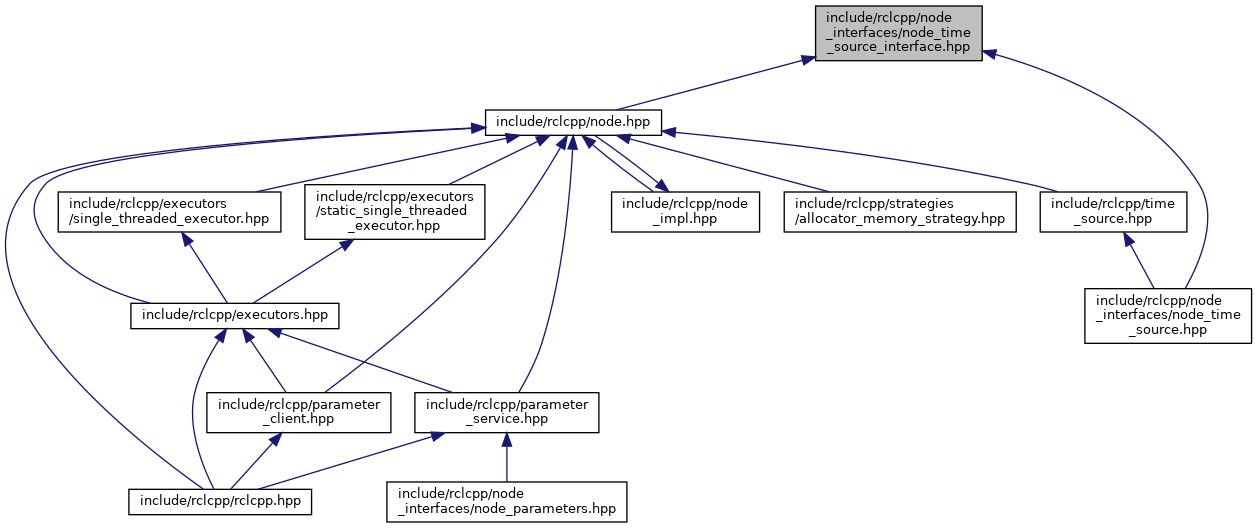 include/rclcpp/node
_interfaces/node_time
_source_interface.hpp
include/rclcpp/node.hpp
include/rclcpp/executors
/single_threaded_executor.hpp
include/rclcpp/executors
/static_single_threaded
_executor.hpp
include/rclcpp/node
_impl.hpp
include/rclcpp/strategies
/allocator_memory_strategy.hpp
include/rclcpp/time
_source.hpp
include/rclcpp/executors.hpp
include/rclcpp/node
_interfaces/node_time
_source.hpp
include/rclcpp/parameter
_client.hpp
include/rclcpp/parameter
_service.hpp
include/rclcpp/rclcpp.hpp
include/rclcpp/node
_interfaces/node_parameters.hpp